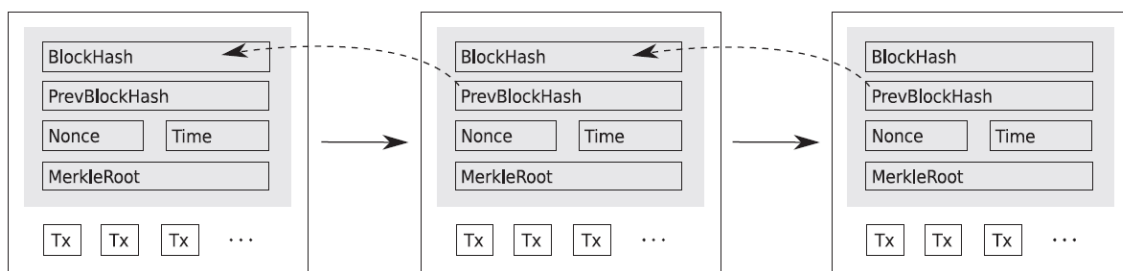 BlockHash
PrevBlockHash
Nonce Time
MerkleRoot
Tx Tx Tx ...
BlockHash
PrevBlockHash
Nonce Time
MerkleRoot
Tx Tx Tx ...
BlockHash
PrevBlockHash
Nonce Time
MerkleRoot
Tx Tx Tx ...